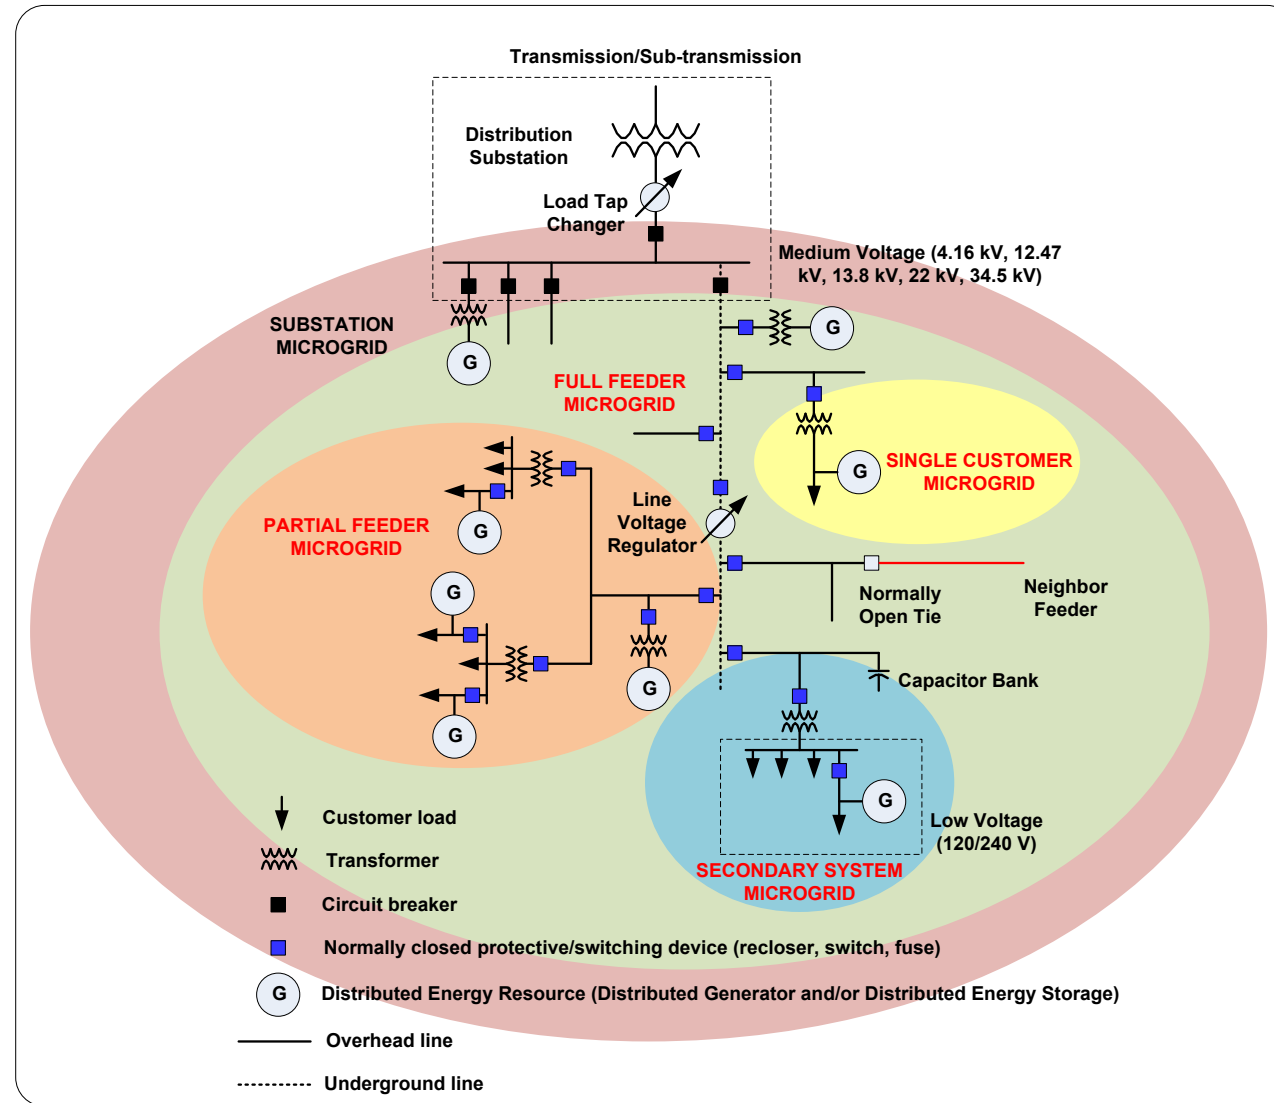 Transmission/Sub-transmission
Distribution
Substation
Load Tap
Changer
Medium Voltage (4.16 kV, 12.47
kV, 13.8 kV, 22 kV, 34.5 kV)
SUBSTATION
MICROGRID
G
G
FULL FEEDER
MICROGRID
SINGLE CUSTOMER
MICROGRID
G
PARTIAL FEEDER
MICROGRID
G
Line
Voltage
Regulator
G
G
G
Normally
Open Tie
Neighbor
Feeder
Capacitor Bank
G
Low Voltage
(120/240 V)
SECONDARY SYSTEM
MICROGRID
Customer load
Transformer
Circuit breaker
Normally closed protective/switching device (recloser, switch, fuse)
G
Distributed Energy Resource (Distributed Generator and/or Distributed Energy Storage)
Overhead line
Underground line